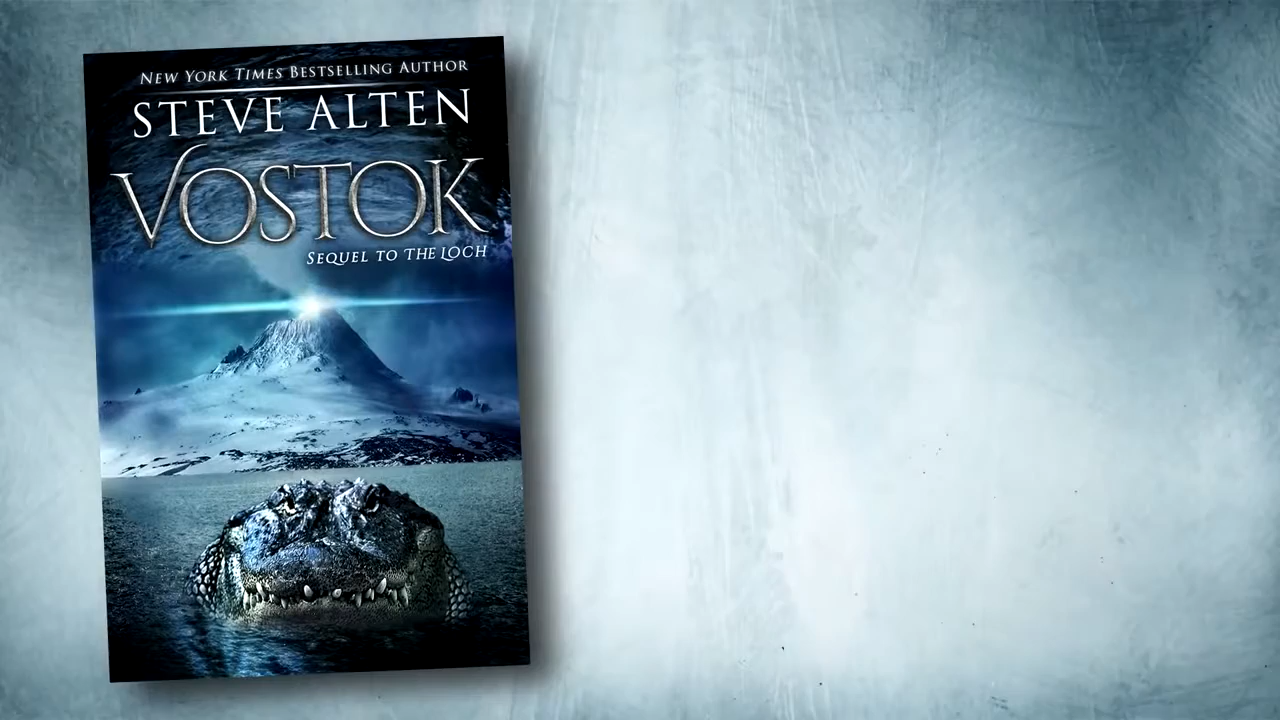 New York Times Bestselling Author
Steve Alten
Vostok
Sequel to The Loch